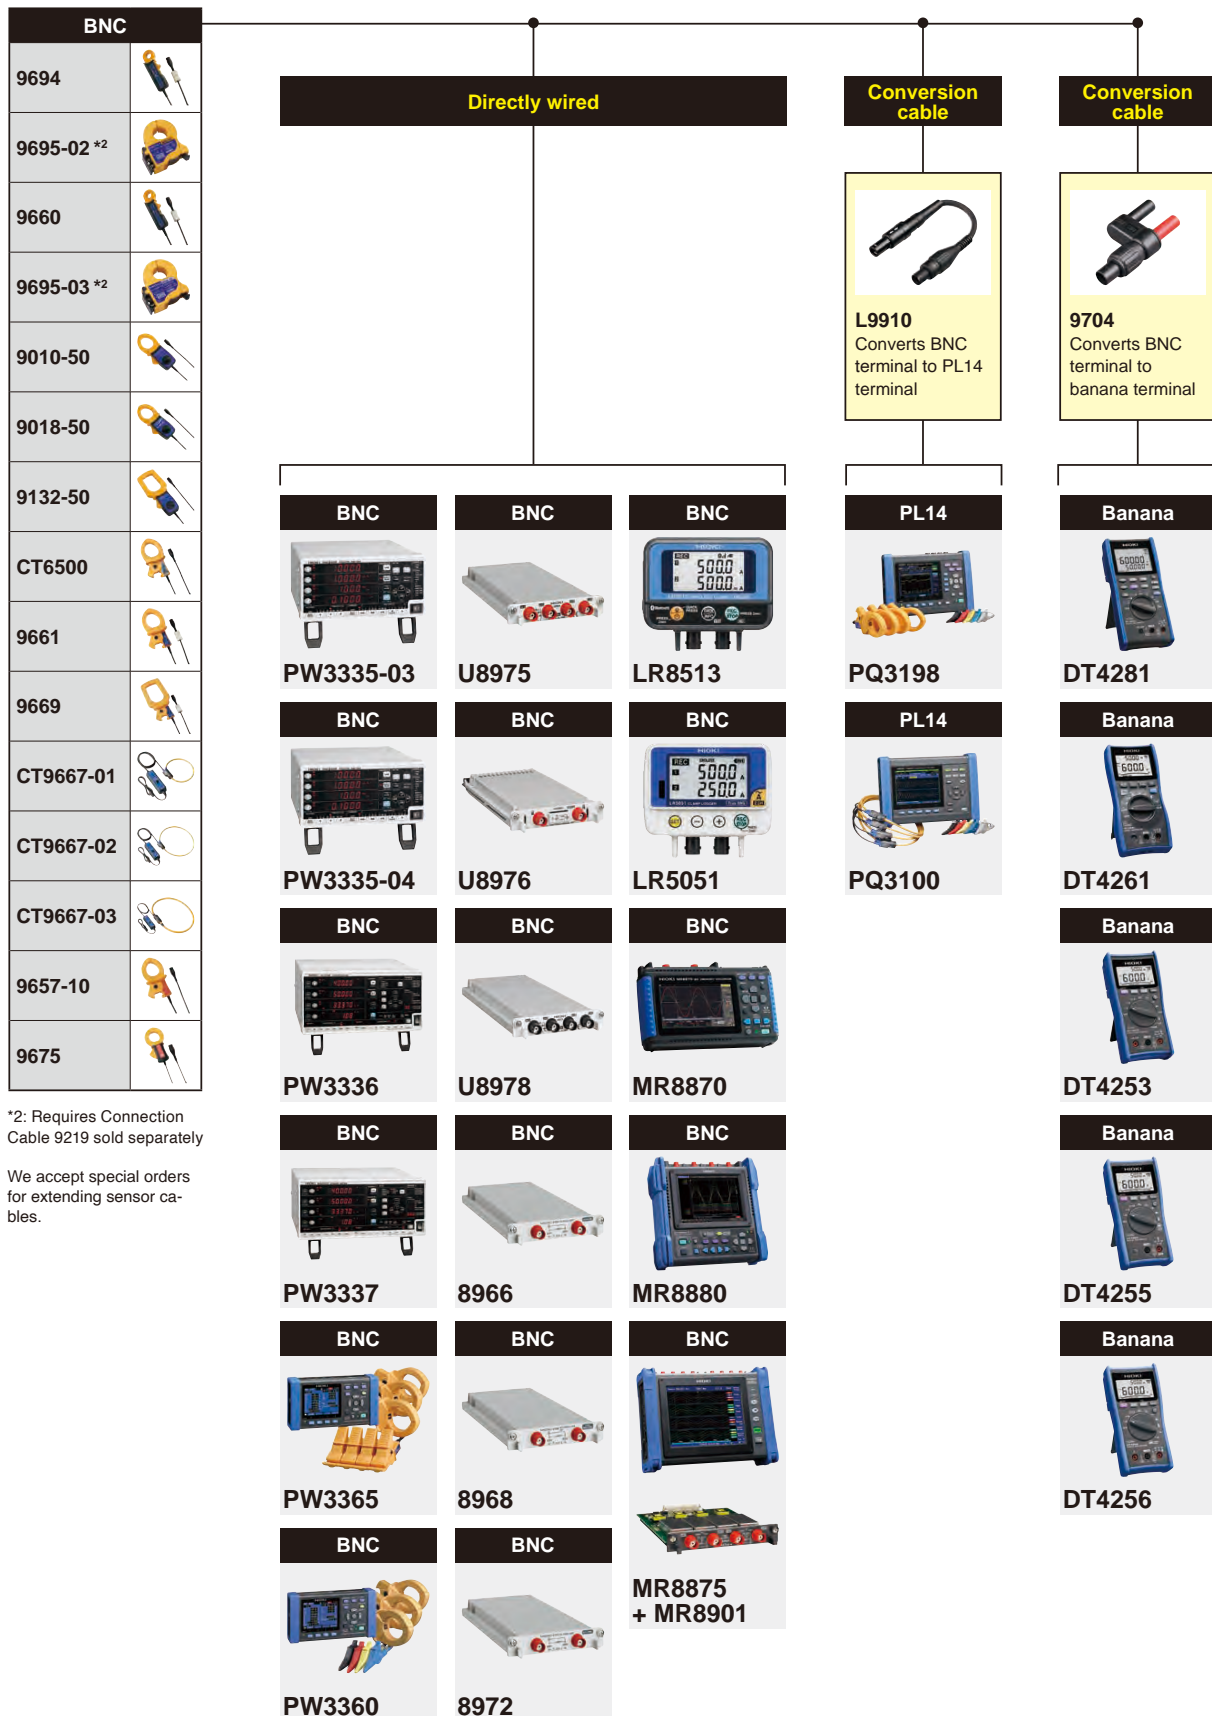 BNC
9694
9695-02 *2
9660
9695-03 *2
9010-50
9018-50
9132-50
CT6500
9661
9669
CT9667-01
CT9667-02
CT9667-03
9657-10
9675
*2: Requires Connection
Cable 9219 sold separately
We accept special orders
for extending sensor ca-
bles.
Directly wired
Conversion
cable
Conversion
cable
L9910
Converts BNC
terminal to PL14
terminal
9704
Converts BNC
terminal to
banana terminal
BNC
BNC
BNC
PL14
Banana
PW3335-03
U8975
LR8513
PQ3198
DT4281
BNC
BNC
BNC
PL14
Banana
PW3335-04
U8976
LR5051
PQ3100
DT4261
BNC
BNC
BNC
Banana
PW3336
U8978
MR8870
DT4253
BNC
BNC
BNC
Banana
PW3337
8966
MR8880
DT4255
BNC
BNC
BNC
Banana
PW3365
8968
DT4256
BNC
BNC
MR8875
+ MR8901
PW3360
8972